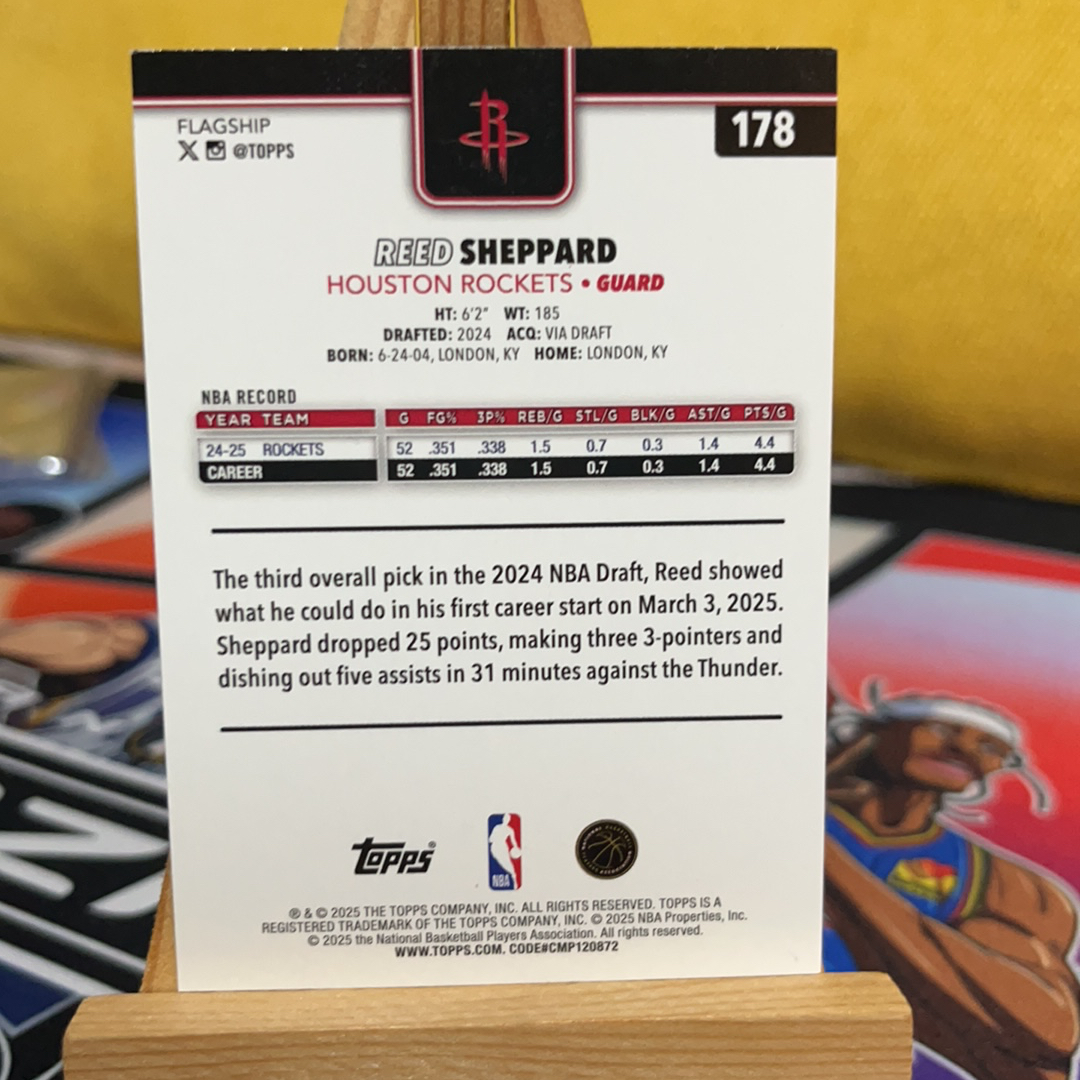 FLAGSHIP
X @TOPPS
178
REED SHEPPARD
HOUSTON ROCKETS • GUARD
HT: 6'2" WT: 185
DRAFTED: 2024 ACQ: VIA DRAFT
BORN: 6-24-04, LONDON, KY HOME: LONDON, KY
NBA RECORD
YEAR TEAM G FG% 3P% REB/G STL/G BLK/G AST/G PTS/G
24-25 ROCKETS 52 .351 .338 1.5 0.7 0.3 1.4 4.4
CAREER 52 .351 .338 1.5 0.7 0.3 1.4 4.4
The third overall pick in the 2024 NBA Draft, Reed showed
what he could do in his first career start on March 3, 2025.
Sheppard dropped 25 points, making three 3-pointers and
dishing out five assists in 31 minutes against the Thunder.
topps®
NBA
® & © 2025 THE TOPPS COMPANY, INC. ALL RIGHTS RESERVED. TOPPS IS A
REGISTERED TRADEMARK OF THE TOPPS COMPANY, INC. © 2025 NBA Properties, Inc.
© 2025 the National Basketball Players Association. All rights reserved.
WWW.TOPPS.COM. CODE#CMP120872